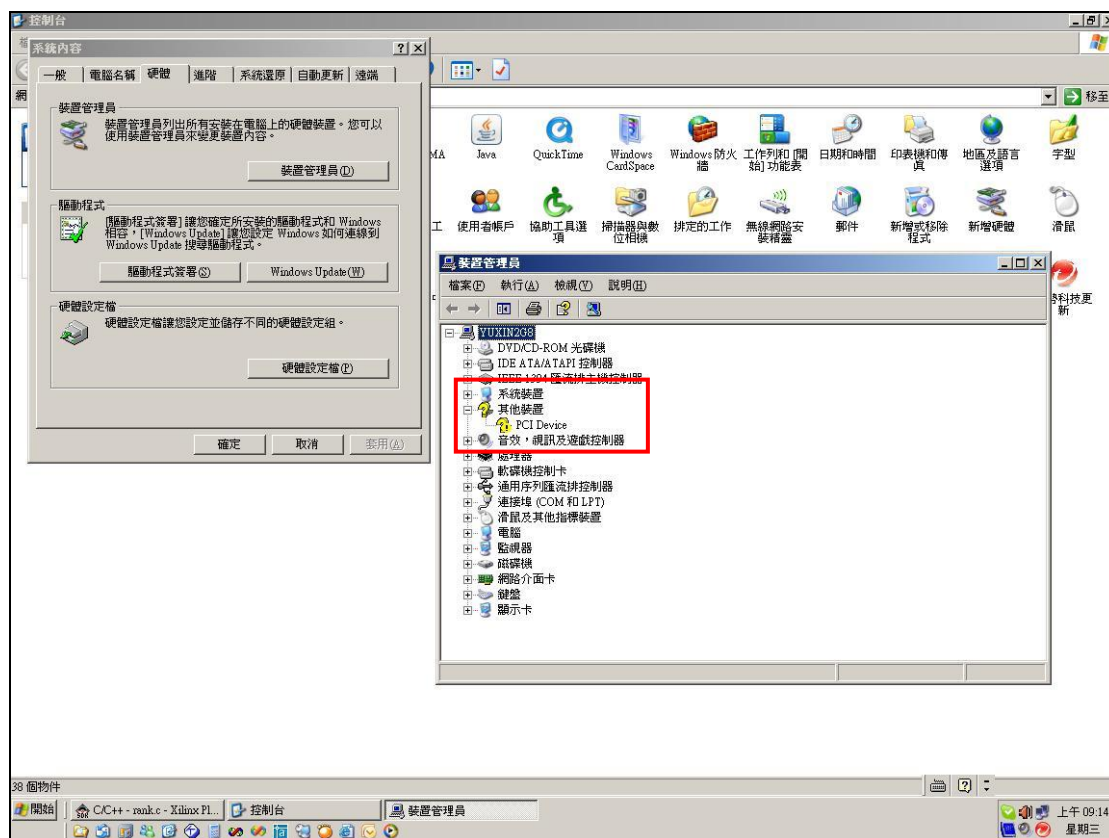 控制台
系統內容
一般
電腦名稱
硬體
進階
系統還原
自動更新
遠端
裝置管理員
裝置管理員列出所有安裝在電腦上的硬體裝置。您可以
使用裝置管理員來變更裝置內容。
裝置管理員(D)
驅動程式
[驅動程式簽署] 讓您確定所安裝的驅動程式和 Windows
相容，[Windows Update] 讓您設定 Windows 如何連線到
Windows Update 搜尋驅動程式。
驅動程式簽署(S)
Windows Update(W)
硬體設定檔
硬體設定檔讓您設定並儲存不同的硬體設定組。
硬體設定檔(P)
確定
取消
套用(A)
移至
Java
QuickTime
Windows
CardSpace
Windows 防火
牆
工作列和 [開
始] 功能表
日期和時間
印表機和傳
真
地區及語言
選項
字型
使用者帳戶
協助工具選
項
掃描器與數
位相機
排定的工作
無線網路安
裝精靈
郵件
新增或移除
程式
新增硬體
滑鼠
科技更
新
裝置管理員
檔案(F)
執行(A)
檢視(V)
說明(H)
YUXIN2G8
DVD/CD-ROM 光碟機
IDE ATA/ATAPI 控制器
IEEE 1394 匯流排主機控制器
系統裝置
其他裝置
PCI Device
音效，視訊及遊戲控制器
處理器
軟碟機控制卡
通用序列匯流排控制器
連接埠 (COM 和 LPT)
滑鼠及其他指標裝置
電腦
監視器
磁碟機
網路介面卡
鍵盤
顯示卡
38 個物件
開始
C/C++ - rank.c - Xilinx Pl...
控制台
裝置管理員
上午 09:14
星期三